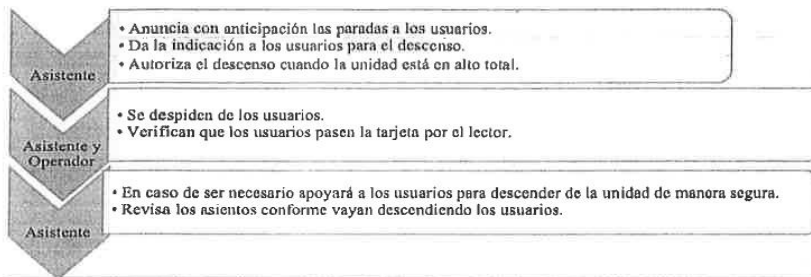 • Anuncia con anticipación las paradas a los usuarios.
• Da la indicación a los usuarios para el descenso.
• Autoriza el descenso cuando la unidad está en alto total.
Asistente
• Se despiden de los usuarios.
• Verifican que los usuarios pasen la tarjeta por el lector.
Asistente y
Operador
• En caso de ser necesario apoyará a los usuarios para descender de la unidad de manera segura.
• Revisa los asientos conforme vayan descendiendo los usuarios.
Asistente